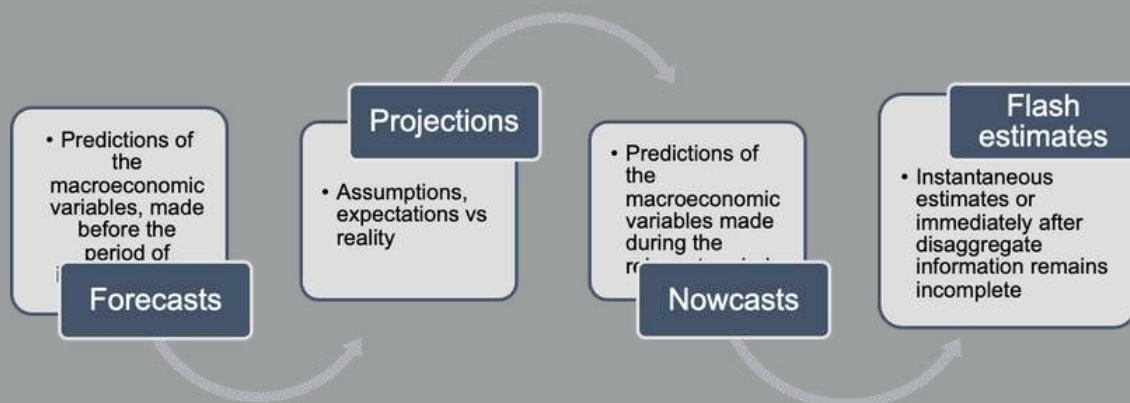 • Predictions of
the
macroeconomic
variables, made
before the
period of
Forecasts
Projections
• Assumptions,
expectations vs
reality
• Predictions of
the
macroeconomic
variables made
during the
Nowcasts
Flash
estimates
• Instantaneous
estimates or
immediately after
disaggregate
information remains
incomplete